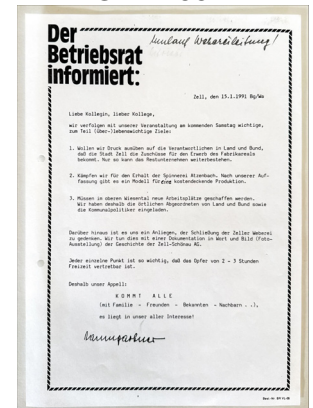 Der
Betriebsrat
informiert:
Umlauf Webereileitung!
Zell, den 15.1.1991 Bg/Wa
Liebe Kollegin, lieber Kollege,
wir verfolgen mit unserer Veranstaltung am kommenden Samstag wichtige,
zum Teil (über-)lebenswichtige Ziele:
1. Wollen wir Druck ausüben auf die Verantwortlichen in Land und Bund,
daß die Stadt Zell die Zuschüsse für den Erwerb des Fabrikareals
bekommt. Nur so kann das Restunternehmen weiterbestehen.
2. Kämpfen wir für den Erhalt der Spinnerei Atzenbach. Nach unserer Auf-
fassung gibt es ein Modell für eine kostendeckende Produktion.
3. Müssen im oberen Wiesental neue Arbeitsplätze geschaffen werden.
Wir haben deshalb die örtlichen Abgeordneten von Land und Bund sowie
die Kommunalpolitiker eingeladen.
Darüber hinaus ist es uns ein Anliegen, der Schließung der Zeller Weberei
zu gedenken. Wir tun dies mit einer Dokumentation in Wort und Bild (Foto-
Ausstellung) der Geschichte der Zell-Schönau AG.
Jeder einzelne Punkt ist so wichtig, daß das Opfer von 2 - 3 Stunden
Freizeit vertretbar ist.
Deshalb unser Appell:
KOMMT ALLE
(mit Familie - Freunden - Bekannten - Nachbarn . .),
es liegt in unser aller Interesse!